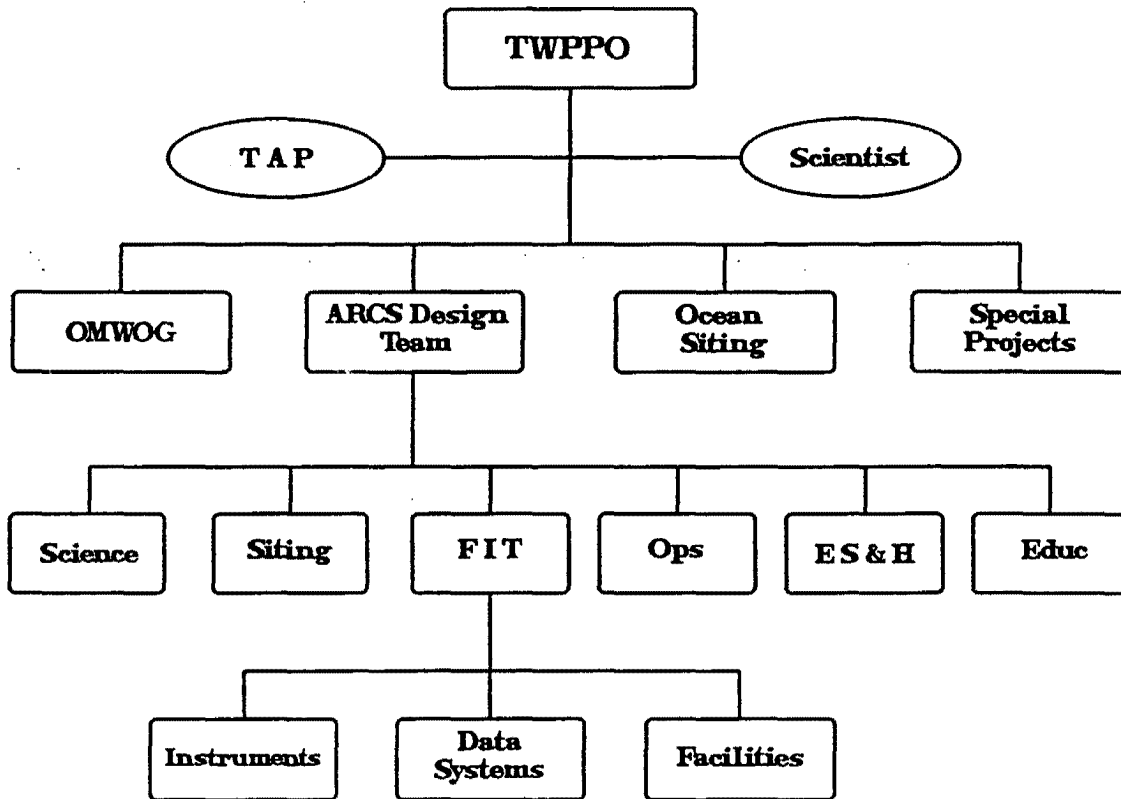 TWPPO
TAP
Scientist
OMWOG
ARCS Design
Team
Ocean
Siting
Special
Projects
Science
Siting
FIT
Ops
ES&H
Educ
Instruments
Data
Systems
Facilities